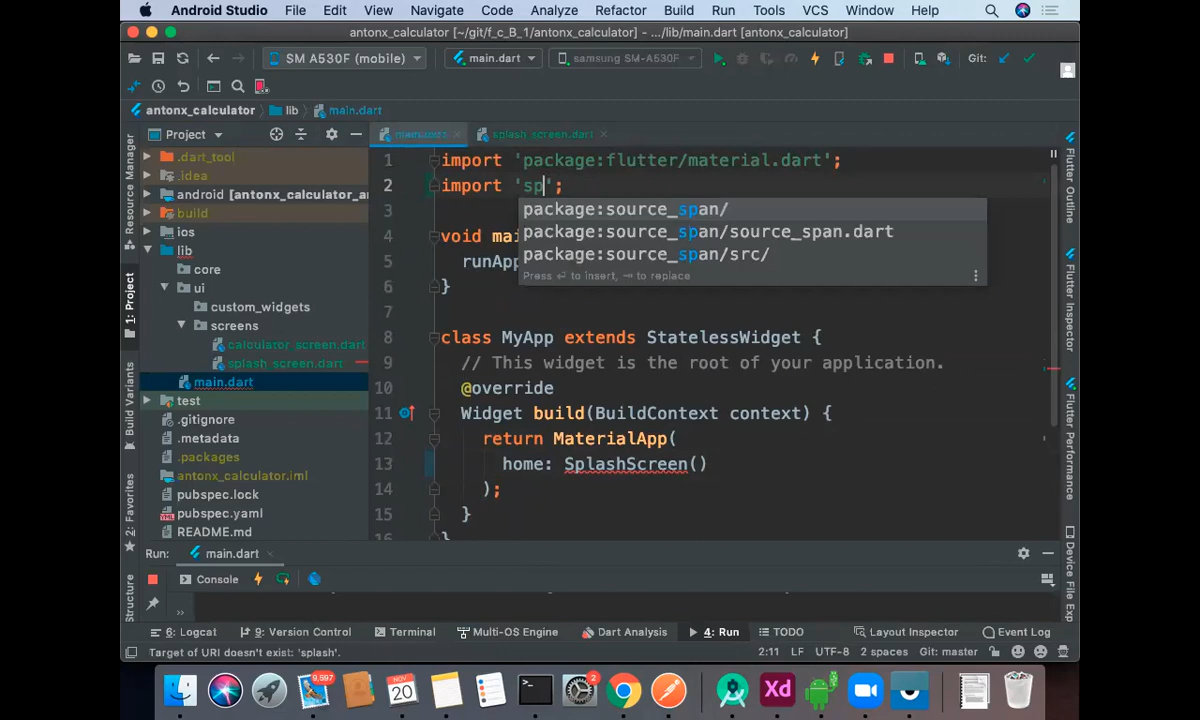 Android Studio File Edit View Navigate Code Analyze Refactor Build Run Tools VCS Window Help
antonx_calculator [~/git/f_c_B_1/antonx_calculator] - .../lib/main.dart [antonx_calculator]
SM A530F (mobile) main.dart samsung SM-A530F Git:
antonx_calculator lib main.dart
Project main.dart splash_screen.dart
.dart_tool
.idea
android [antonx_calculator_an
build
ios
lib
core
ui
custom_widgets
screens
calculator_screen.dart
splash_screen.dart
main.dart
test
.gitignore
.metadata
.packages
antonx_calculator.iml
pubspec.lock
pubspec.yaml
README.md
1 import 'package:flutter/material.dart';
2 import 'sp';
package:source_span/
package:source_span/source_span.dart
package:source_span/src/
Press ⏎ to insert, ⇥ to replace
3
4 void mai
5 runApp
6 }
7
8 class MyApp extends StatelessWidget {
9 // This widget is the root of your application.
10 @override
11 Widget build(BuildContext context) {
12 return MaterialApp(
13 home: SplashScreen()
14 );
15 }
16 }
Resource Manager
1: Project
Build Variants
2: Favorites
Structure
Flutter Outline
Flutter Inspector
Flutter Performance
Device File Exp
Run: main.dart
Console
6: Logcat 9: Version Control Terminal Multi-OS Engine Dart Analysis 4: Run TODO Layout Inspector Event Log
Target of URI doesn't exist: 'splash'. 2:11 LF UTF-8 2 spaces Git: master
9,597 NOV 20 2 Xd